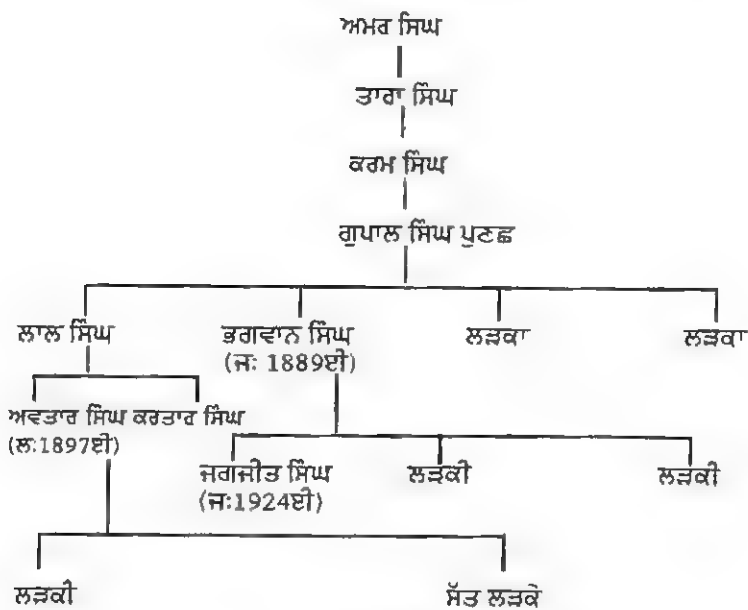 ਅਮਰ ਸਿੰਘ
ਤਾਰਾ ਸਿੰਘ
ਕਰਮ ਸਿੰਘ
ਗੁਪਾਲ ਸਿੰਘ ਪੁਣਛ
ਲਾਲ ਸਿੰਘ ਭਗਵਾਨ ਸਿੰਘ ਲੜਕਾ ਲੜਕਾ
(ਜ: 1889ਈ)
ਅਵਤਾਰ ਸਿੰਘ ਕਰਤਾਰ ਸਿੰਘ
(ਲ:1897ਈ)
ਜਗਜੀਤ ਸਿੰਘ ਲੜਕੀ ਲੜਕੀ
(ਜ:1924ਈ)
ਲੜਕੀ ਸੱਤ ਲੜਕੇ